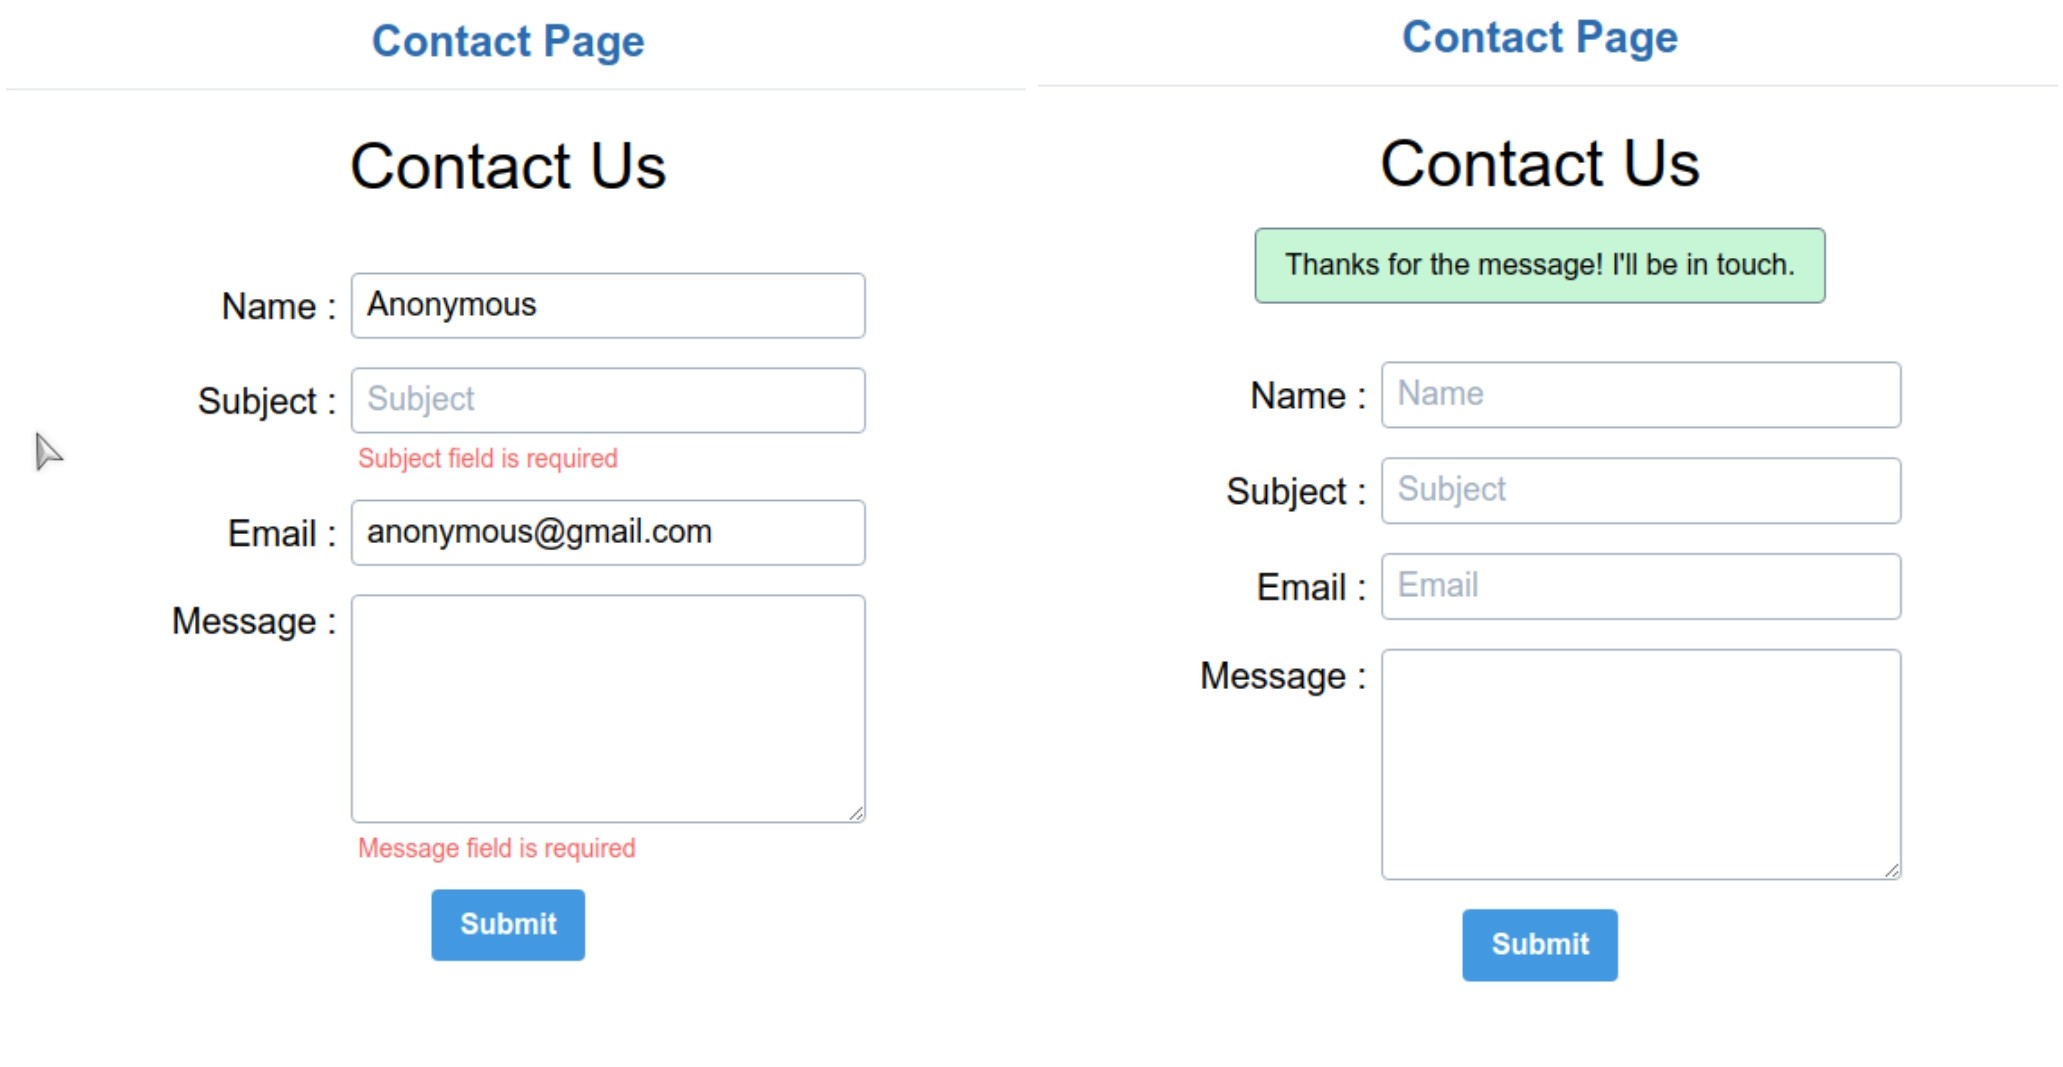 Contact Page
Contact Us
Name :
Anonymous
Subject :
Subject
Subject field is required
Email :
anonymous@gmail.com
Message :
Message field is required
Submit
Contact Page
Contact Us
Thanks for the message! I'll be in touch.
Name :
Name
Subject :
Subject
Email :
Email
Message :
Submit